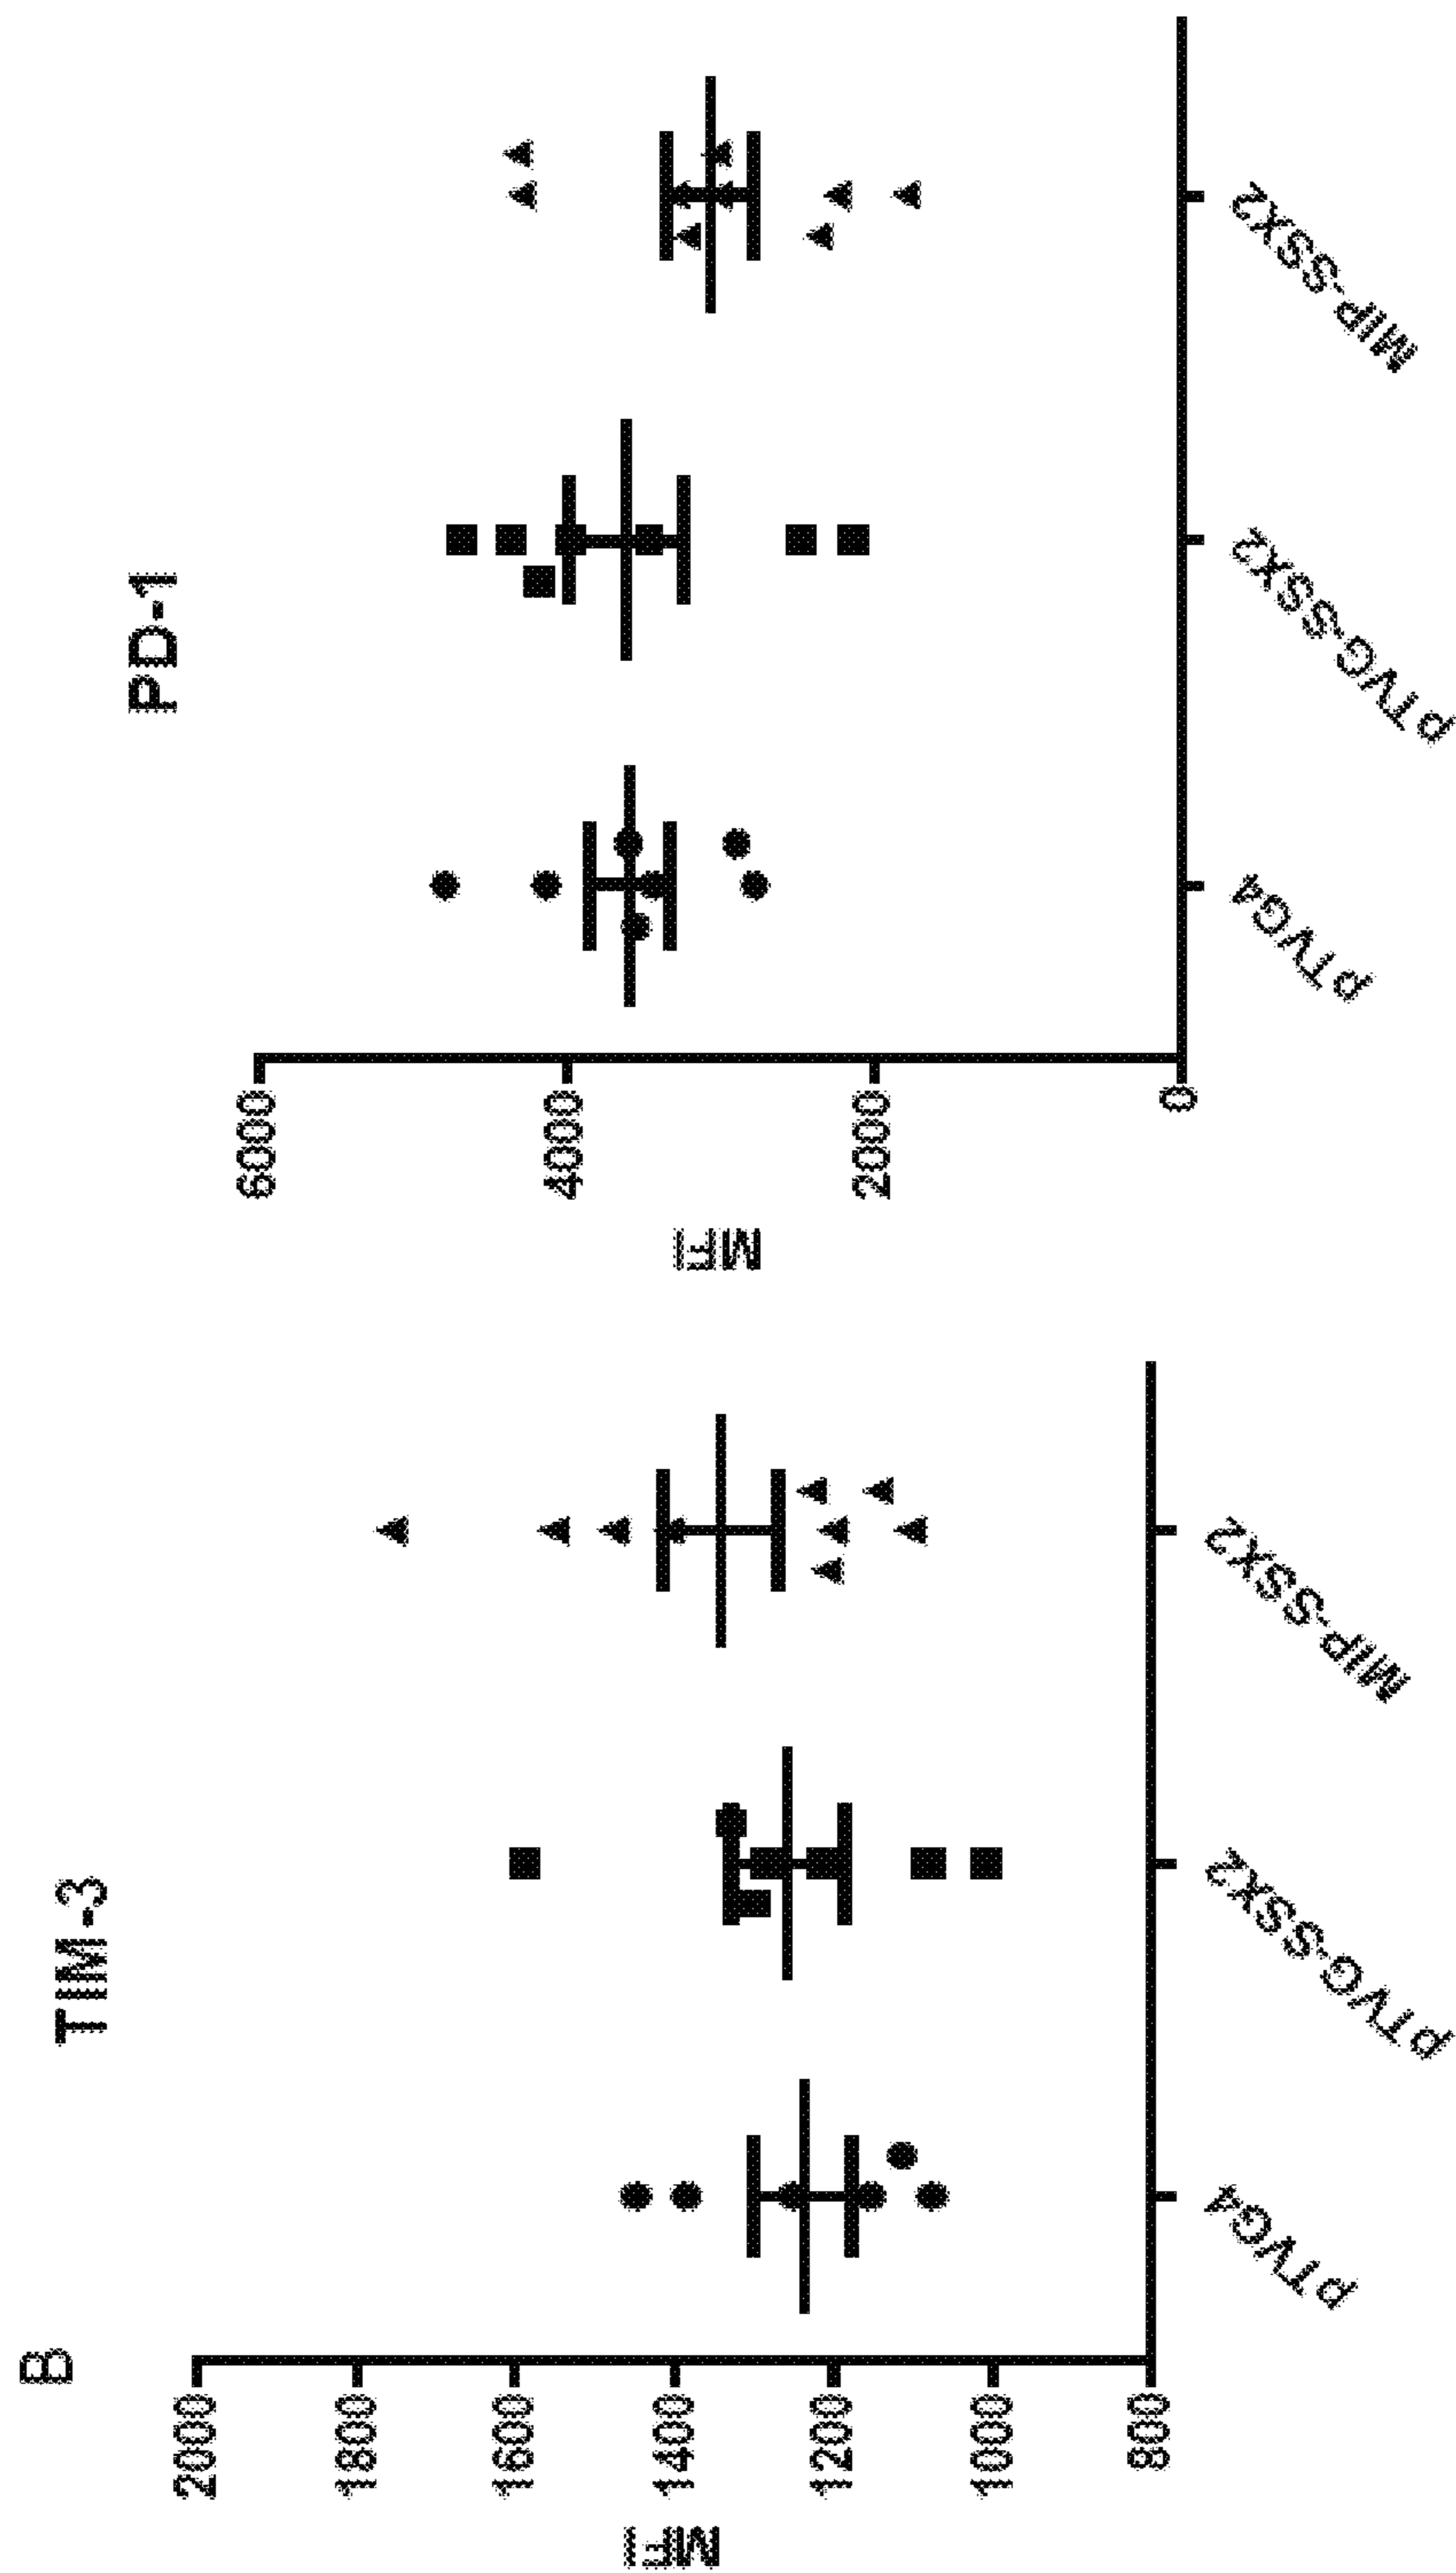 B
TIM-3
MFI
2000
1800
1600
1400
1200
1000
800
pTVG4
pTVG-SSX2
MIP-SSX2
PD-1
MFI
6000
4000
2000
0
pTVG4
pTVG-SSX2
MIP-SSX2